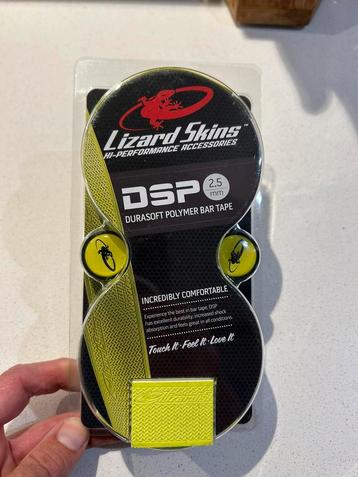 Lizard Skins™
HI-PERFORMANCE ACCESSORIES
DSP 2.5 mm
DURASOFT POLYMER BAR TAPE
INCREDIBLY COMFORTABLE
Experience the best in bar tape, DSP
has excellent durability, increased shock
absorption and feels great in all conditions.
Touch It • Feel It • Love It